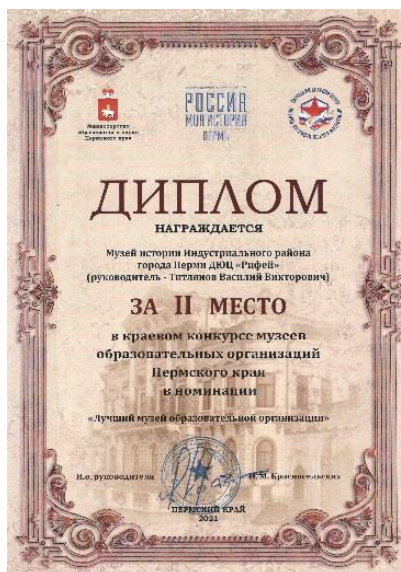 Министерство
образования и науки
Пермского края
РОССИЯ
МОЯ ИСТОРИЯ
ПЕРМЬ
ДИПЛОМ
НАГРАЖДАЕТСЯ
Музей истории Индустриального района
города Перми ДЮЦ «Рифей»
(руководитель - Титлянов Василий Викторович)
ЗА II МЕСТО
в краевом конкурсе музеев
образовательных организаций
Пермского края
в номинации
«Лучший музей образовательной организации»
И.о. руководителя
Н. М. Красносельских
ПЕРМСКИЙ КРАЙ
2021